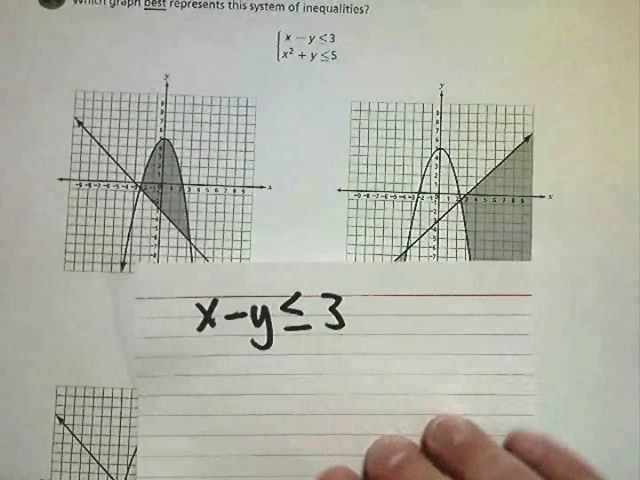 Which graph best represents this system of inequalities?
x − y ≤ 3
x² + y ≤ 5
y
y
x
x
x-y≤3